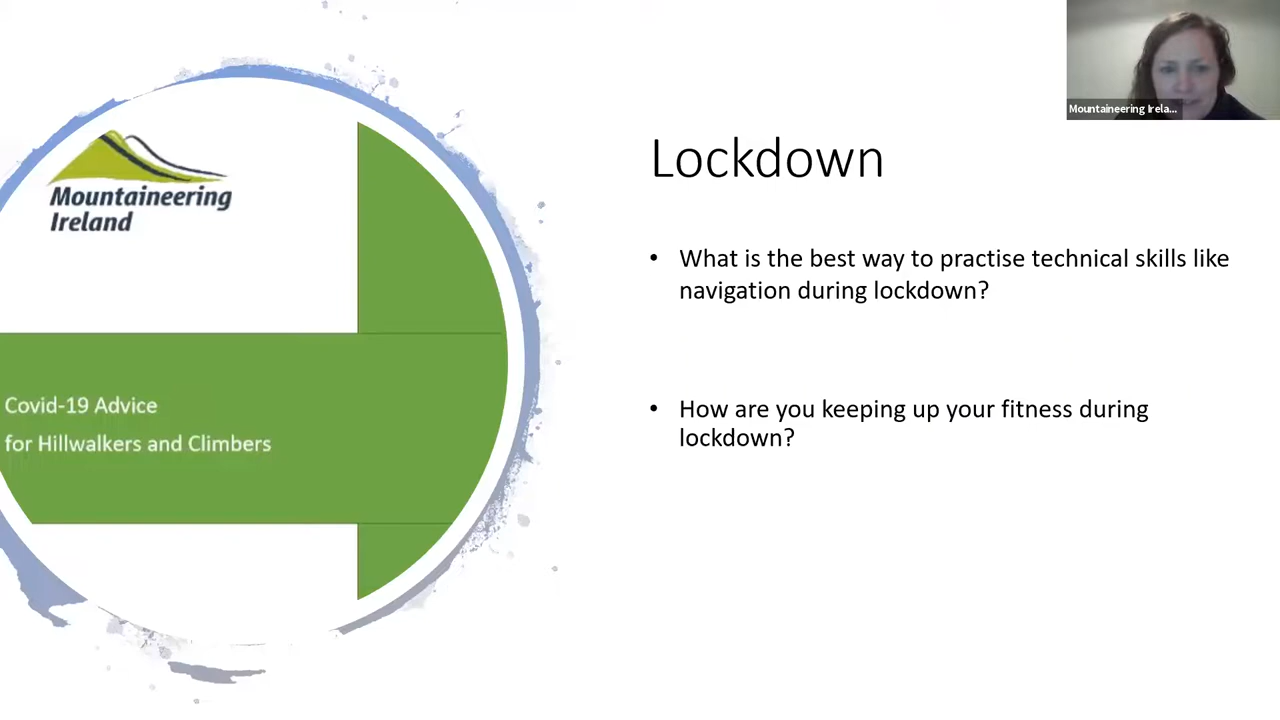 Mountaineering Irela...
Lockdown
Mountaineering
Ireland
• What is the best way to practise technical skills like
navigation during lockdown?
Covid-19 Advice
for Hillwalkers and Climbers
• How are you keeping up your fitness during
lockdown?